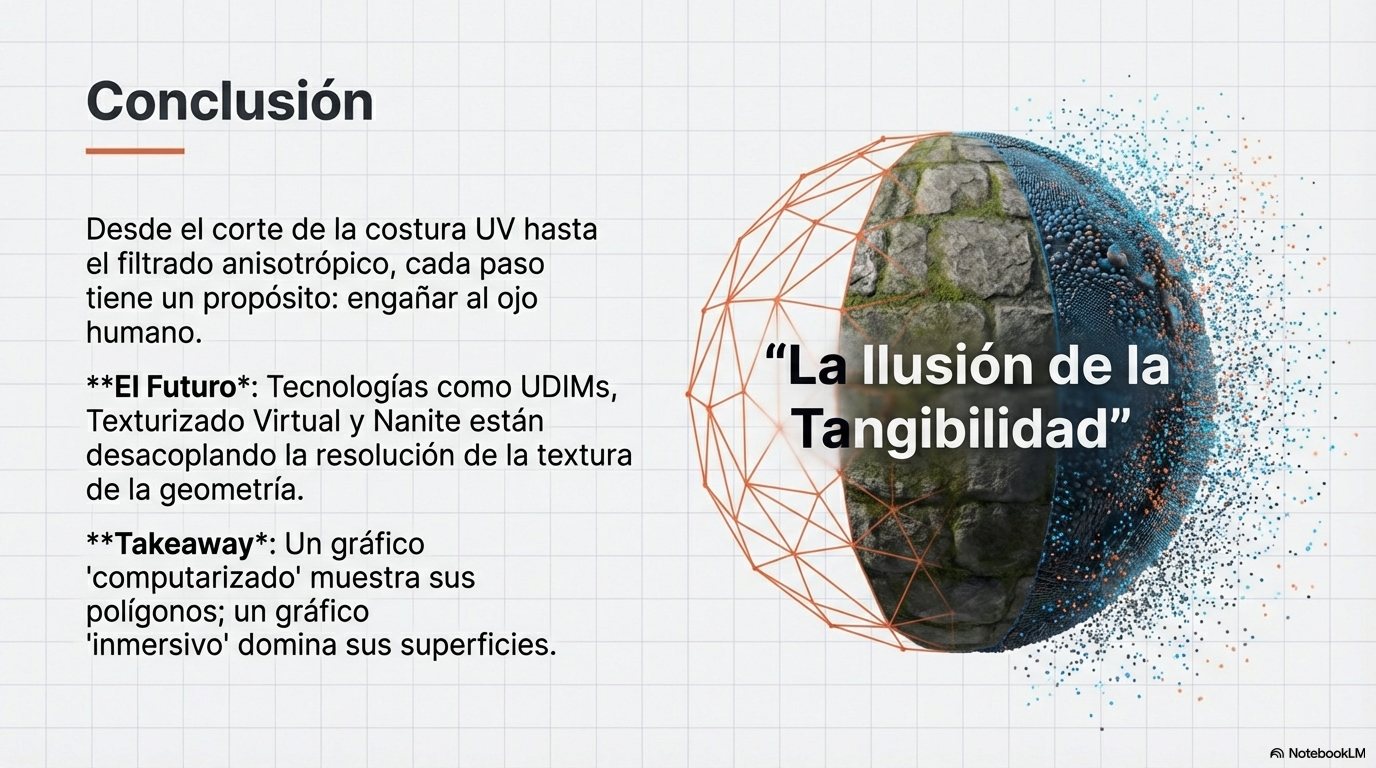 Conclusión
Desde el corte de la costura UV hasta
el filtrado anisotrópico, cada paso
tiene un propósito: engañar al ojo
humano.
**El Futuro*: Tecnologías como UDIMs,
Texturizado Virtual y Nanite están
desacoplando la resolución de la textura
de la geometría.
**Takeaway*: Un gráfico
'computarizado' muestra sus
polígonos; un gráfico
'inmersivo' domina sus superficies.
“La Ilusión de la
Tangibilidad”
NotebookLM